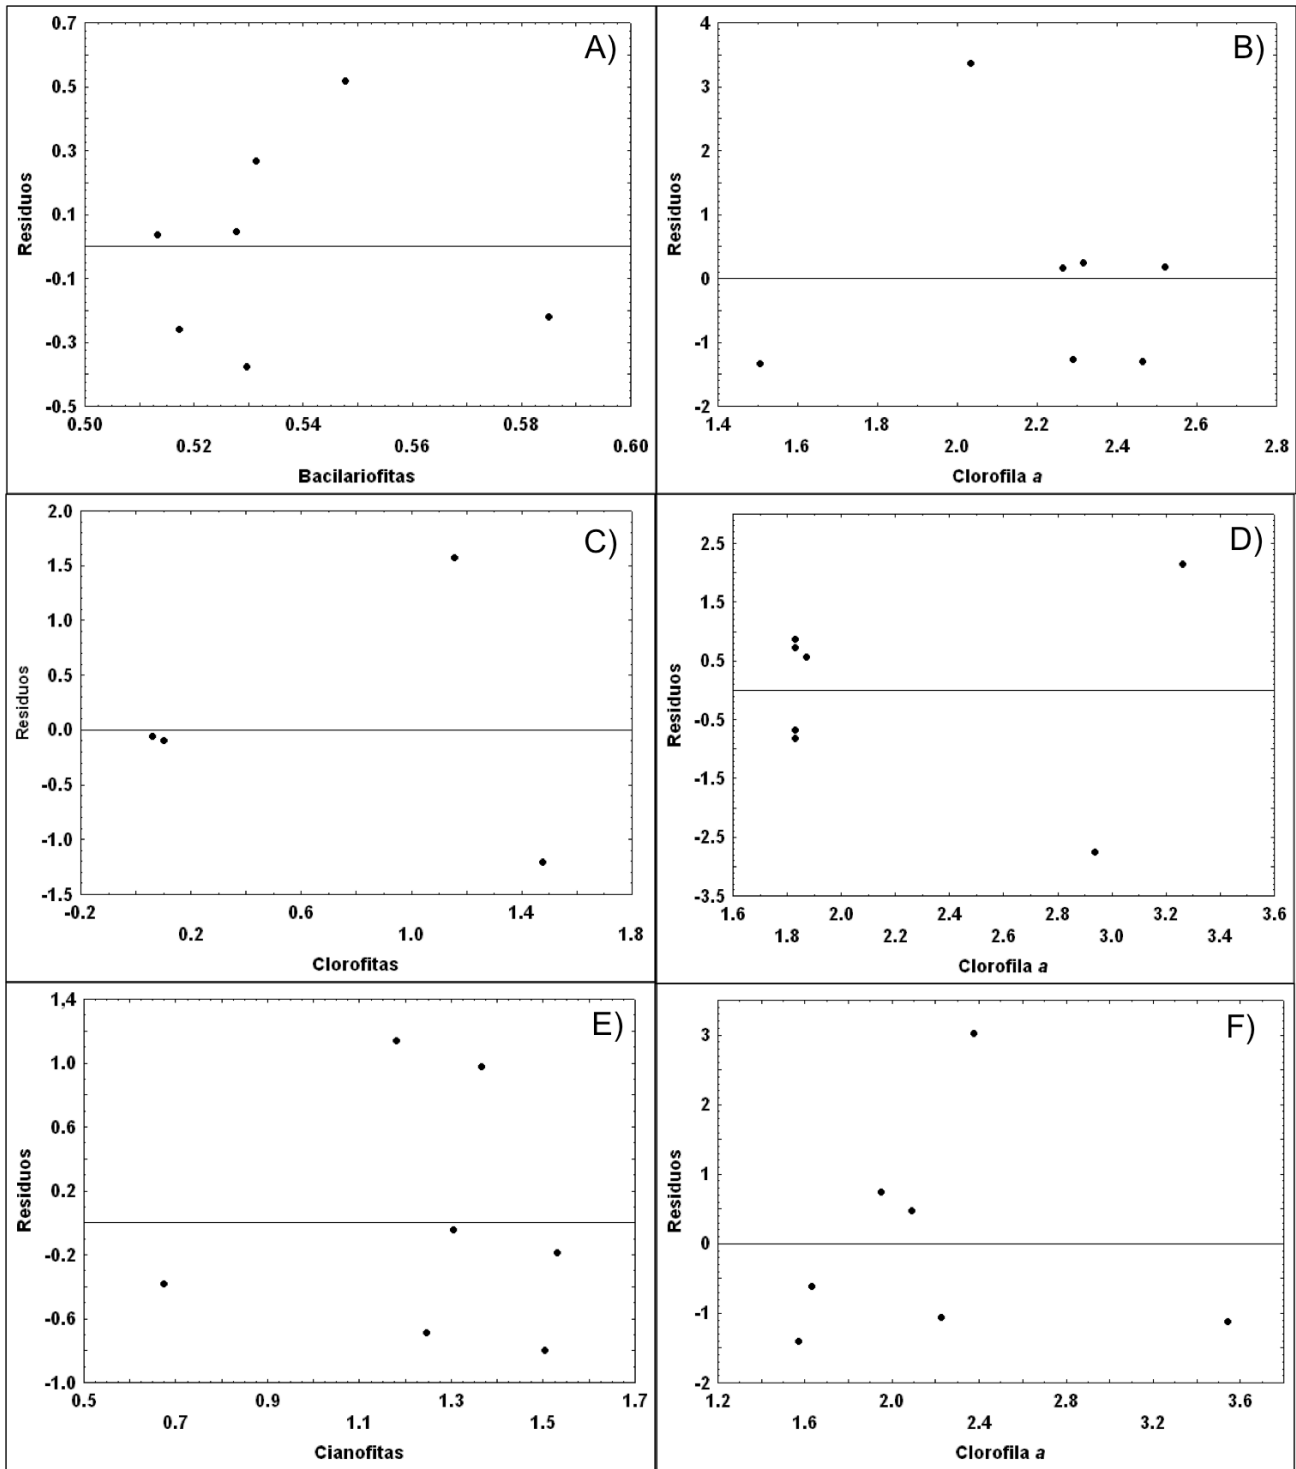 A)
0.7
0.5
0.3
0.1
-0.1
-0.3
-0.5
Residuos
0.50 0.54 0.58
0.52 0.56 0.60
Bacilariofitas
B)
4
3
2
1
0
-1
-2
Residuos
1.4 1.8 2.2 2.6
1.6 2.0 2.4 2.8
Clorofila a
C)
2.0
1.5
1.0
0.5
0.0
-0.5
-1.0
-1.5
Residuos
-0.2 0.6 1.4
0.2 1.0 1.8
Clorofitas
D)
2.5
1.5
0.5
-0.5
-1.5
-2.5
-3.5
Residuos
1.6 2.0 2.4 2.8 3.2 3.6
1.8 2.2 2.6 3.0 3.4
Clorofila a
E)
1,4
1.0
0.6
0.2
-0.2
-0.6
-1.0
Residuos
0.5 0.9 1.3 1.7
0.7 1.1 1.5
Cianofitas
F)
3
2
1
0
-1
-2
Residuos
1.2 2.0 2.8 3.6
1.6 2.4 3.2
Clorofila a